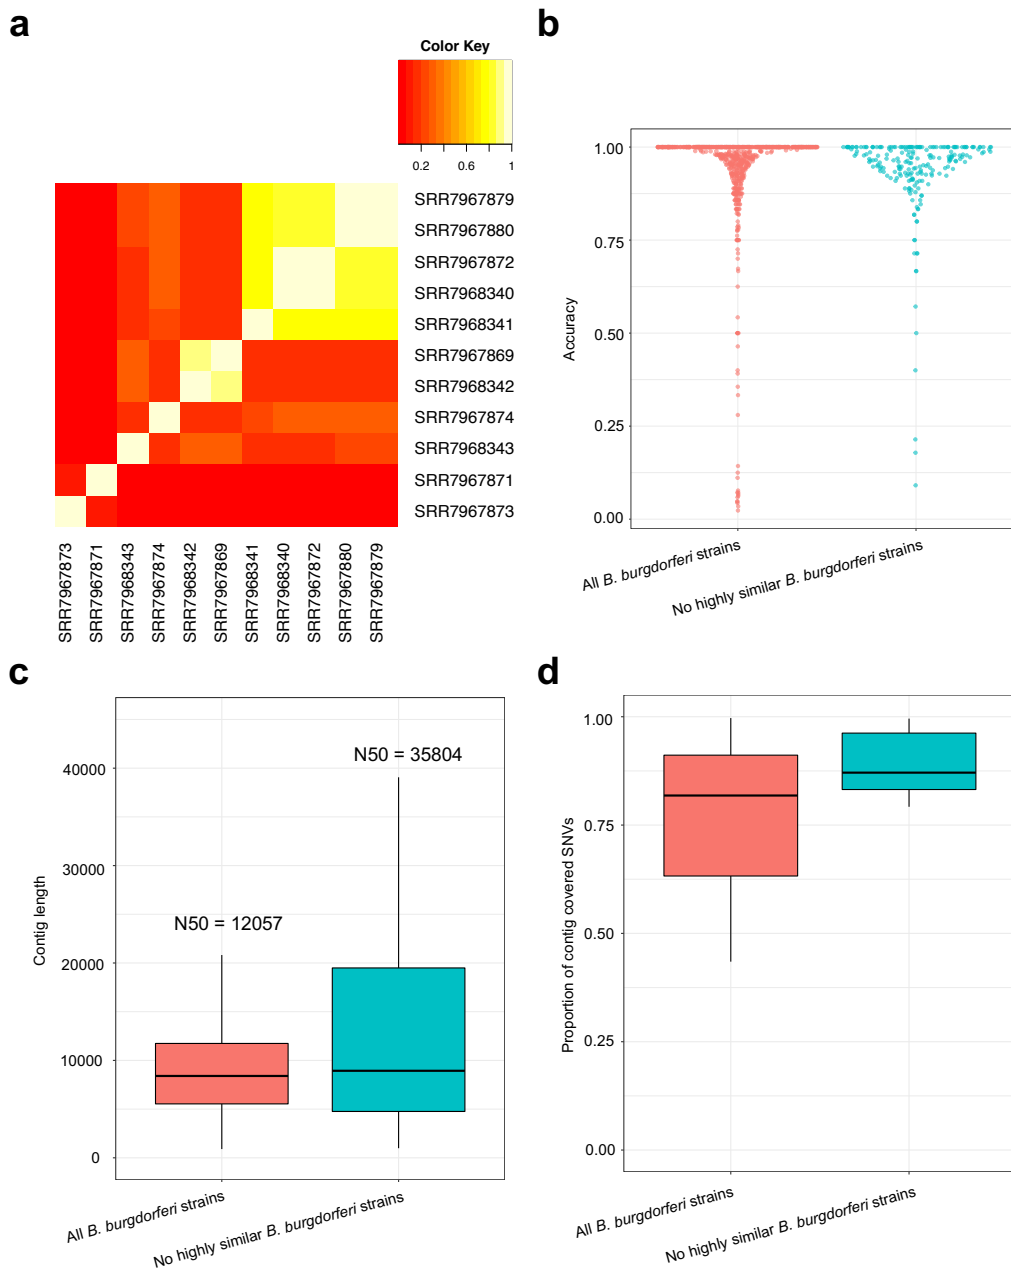 a
Color Key
0.2 0.6 1
SRR7967879
SRR7967880
SRR7967872
SRR7968340
SRR7968341
SRR7967869
SRR7968342
SRR7967874
SRR7968343
SRR7967871
SRR7967873
SRR7967873
SRR7967871
SRR7968343
SRR7967874
SRR7968342
SRR7967869
SRR7968341
SRR7968340
SRR7967872
SRR7967880
SRR7967879
b
Accuracy
1.00
0.75
0.50
0.25
0.00
All B. burgdorferi strains
No highly similar B. burgdorferi strains
c
Contig length
40000
30000
20000
10000
0
N50 = 12057
N50 = 35804
All B. burgdorferi strains
No highly similar B. burgdorferi strains
d
Proportion of contig covered SNVs
1.00
0.75
0.50
0.25
0.00
All B. burgdorferi strains
No highly similar B. burgdorferi strains